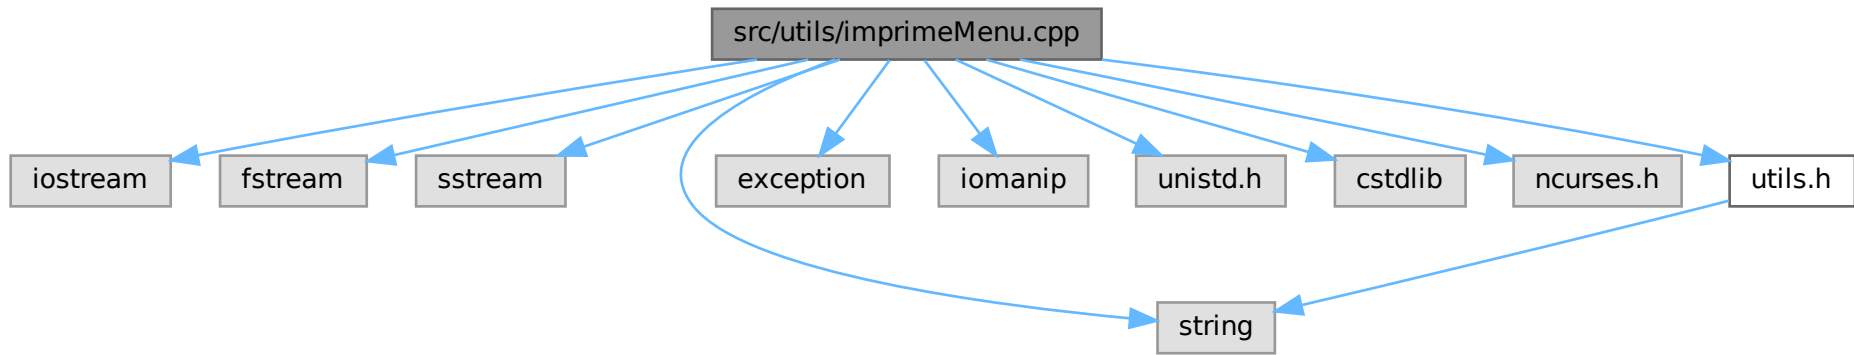 src/utils/imprimeMenu.cpp
iostream
fstream
sstream
exception
iomanip
unistd.h
cstdlib
ncurses.h
utils.h
string